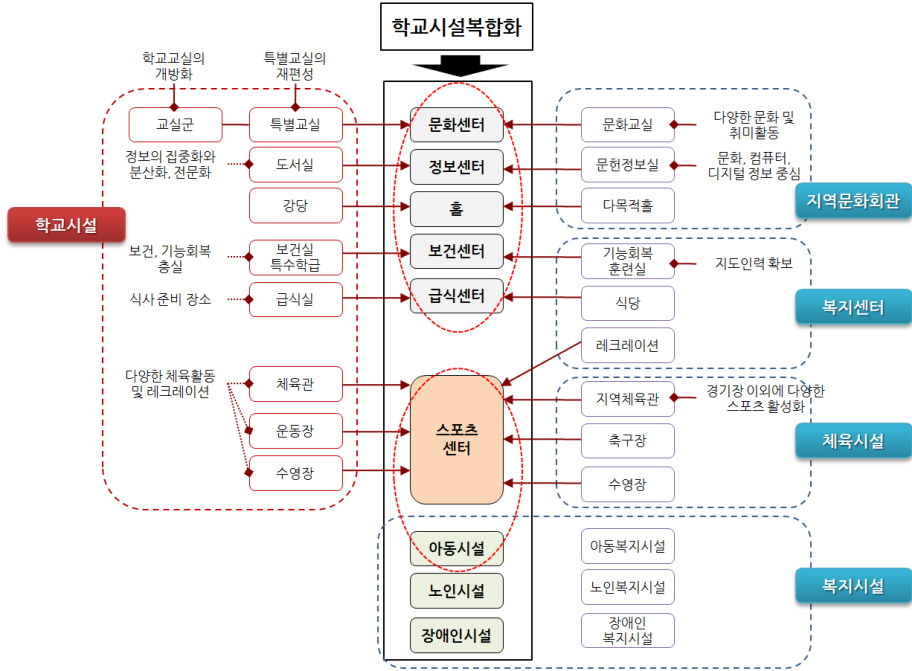 학교시설복합화
학교교실의
개방화
특별교실의
재편성
교실군
특별교실
정보의 집중화와
분산화, 전문화
도서실
강당
학교시설
보건, 기능회복
충실
보건실
특수학급
식사 준비 장소
급식실
다양한 체육활동
및 레크레이션
체육관
운동장
수영장
문화센터
정보센터
홀
보건센터
급식센터
스포츠
센터
아동시설
노인시설
장애인시설
문화교실
다양한 문화 및
취미활동
문헌정보실
문화, 컴퓨터,
디지털 정보 중심
다목적홀
지역문화회관
기능회복
훈련실
지도인력 확보
식당
레크레이션
복지센터
지역체육관
경기장 이외에 다양한
스포츠 활성화
축구장
수영장
체육시설
아동복지시설
노인복지시설
장애인
복지시설
복지시설